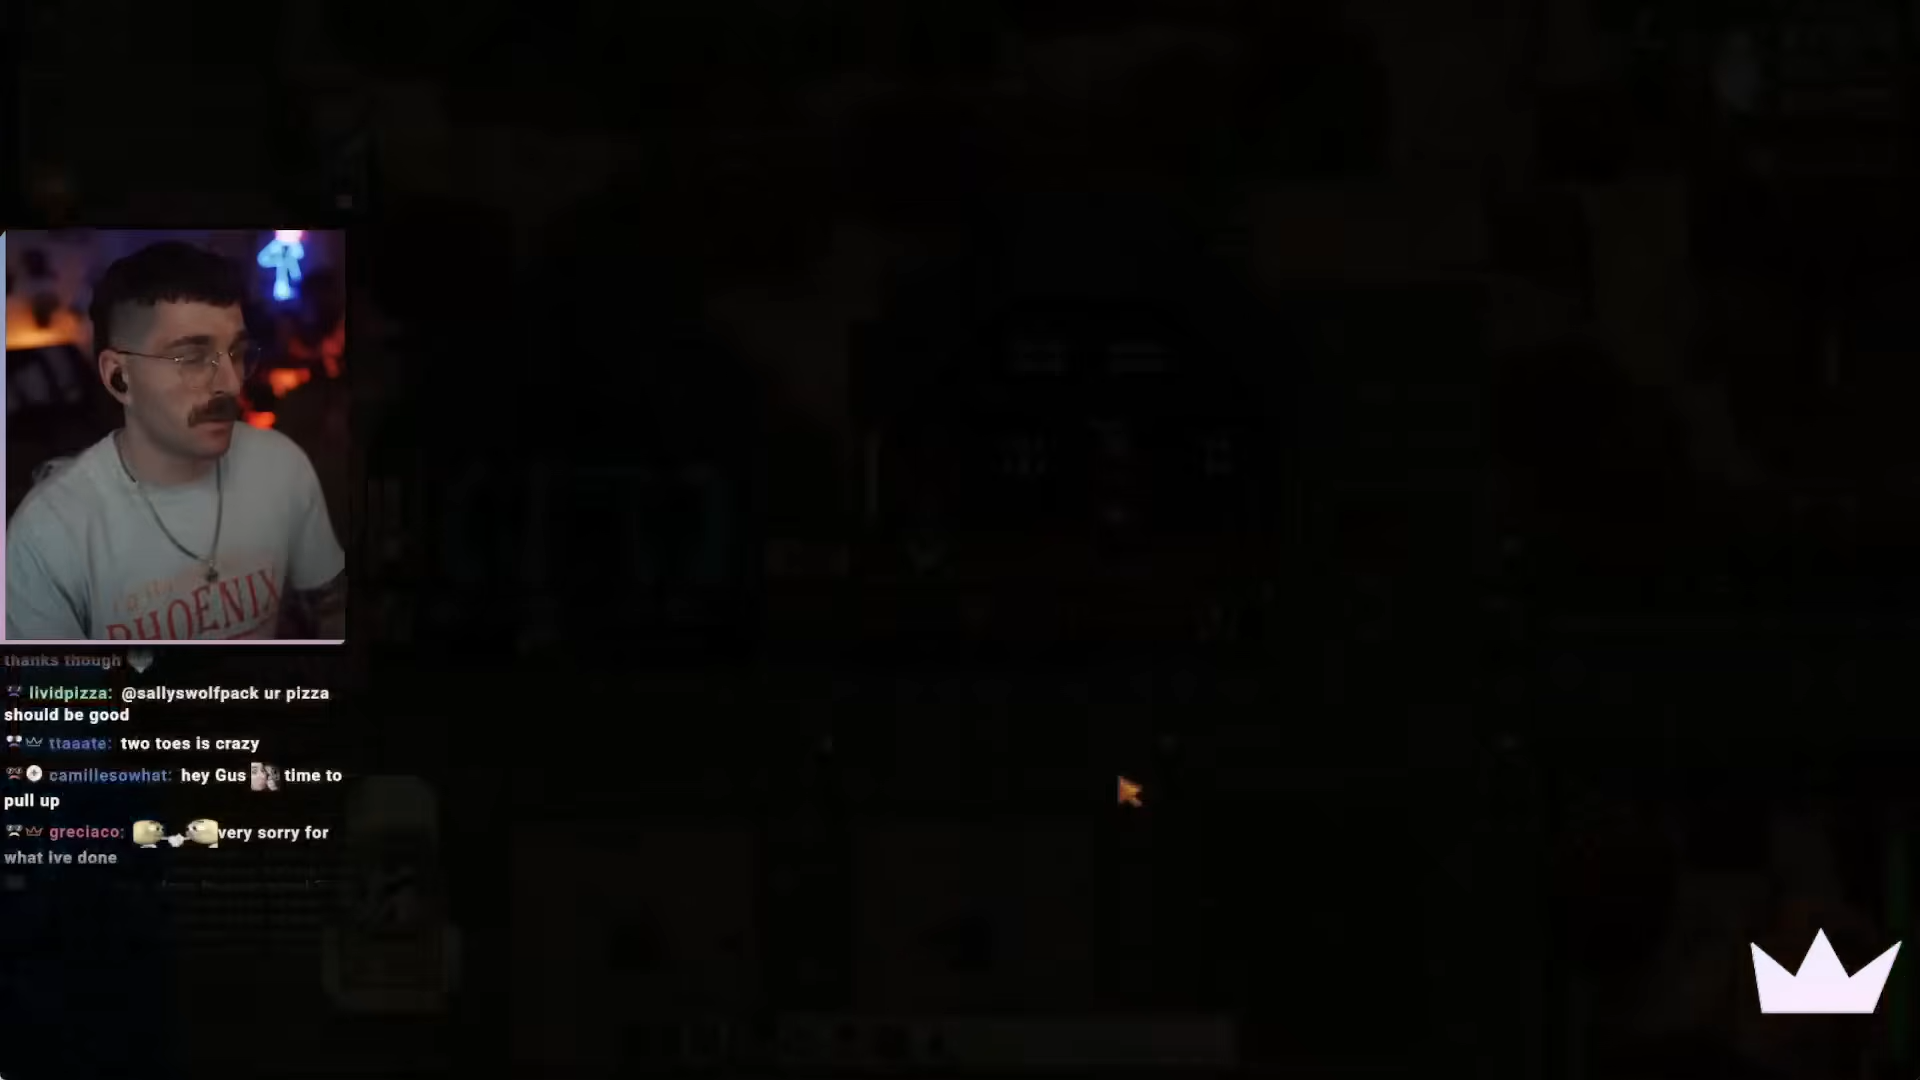 PHOENIX
thanks though
lividpizza: @sallyswolfpack ur pizza
should be good
ttaaate: two toes is crazy
camillesowhat: hey Gus time to
pull up
greciaco: very sorry for
what ive done